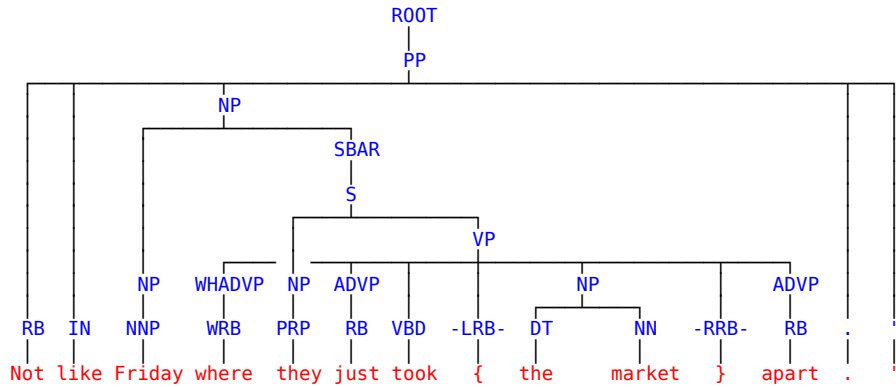 ROOT
PP
NP
SBAR
S
VP
NP WHADVP NP ADVP NP ADVP
RB IN NNP WRB PRP RB VBD -LRB- DT NN -RRB- RB .
Not like Friday where they just took { the market } apart .